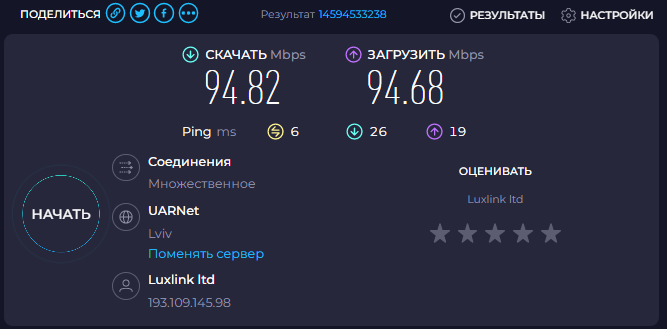 ПОДЕЛИТЬСЯ Результат 14594533238 РЕЗУЛЬТАТЫ НАСТРОЙКИ
СКАЧАТЬ Mbps ЗАГРУЗИТЬ Mbps
94.82 94.68
Ping ms 6 26 19
Соединения
Множественное
ОЦЕНИВАТЬ
Luxlink ltd
НАЧАТЬ
UARNet
Lviv
Поменять сервер
Luxlink ltd
193.109.145.98